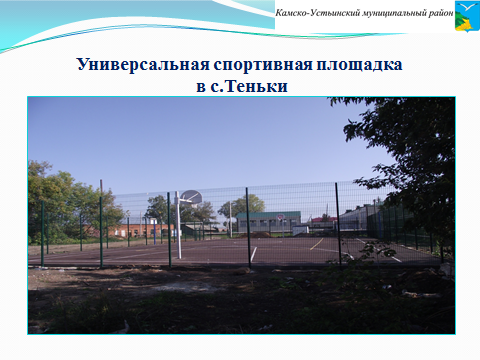 Камско-Устьинский муниципальный район
Универсальная спортивная площадка
в с.Теньки